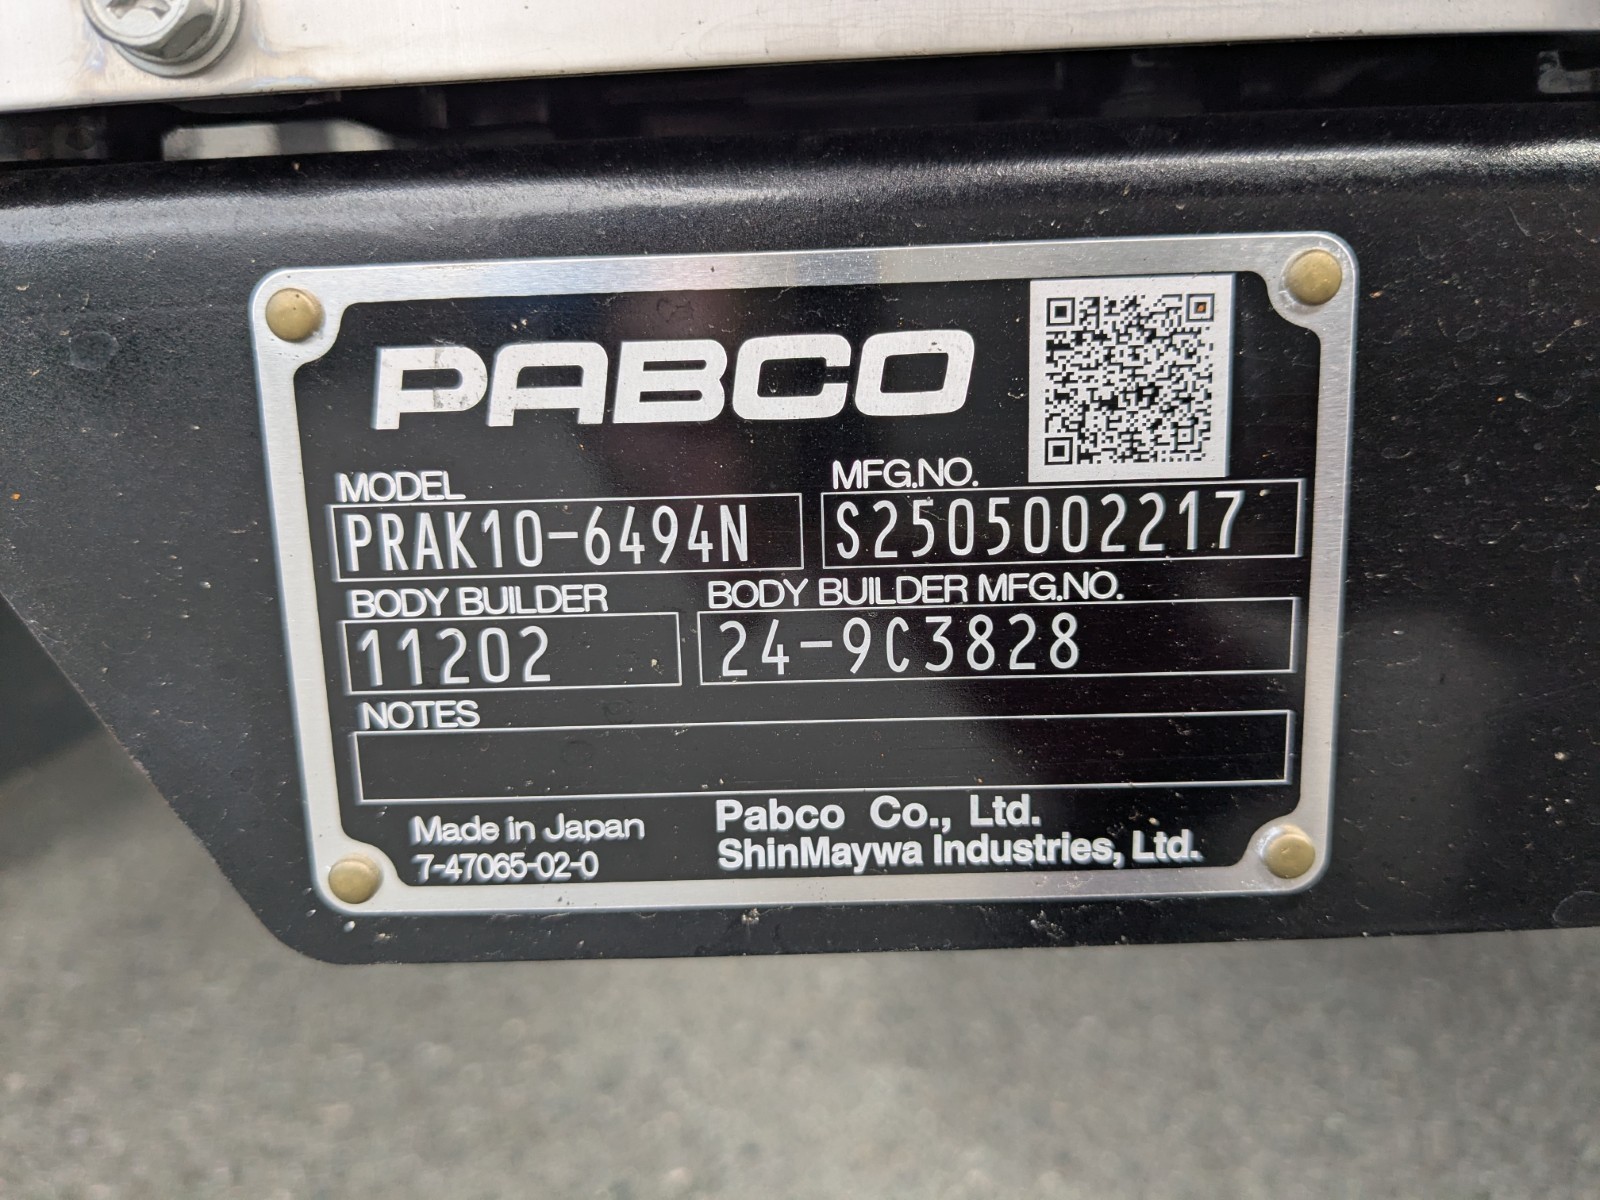 PABCO
MODEL MFG.NO.
PRAK10-6494N S2505002217
BODY BUILDER BODY BUILDER MFG.NO.
11202 24-9C3828
NOTES
Made in Japan Pabco Co., Ltd.
7-47065-02-0 ShinMaywa Industries, Ltd.